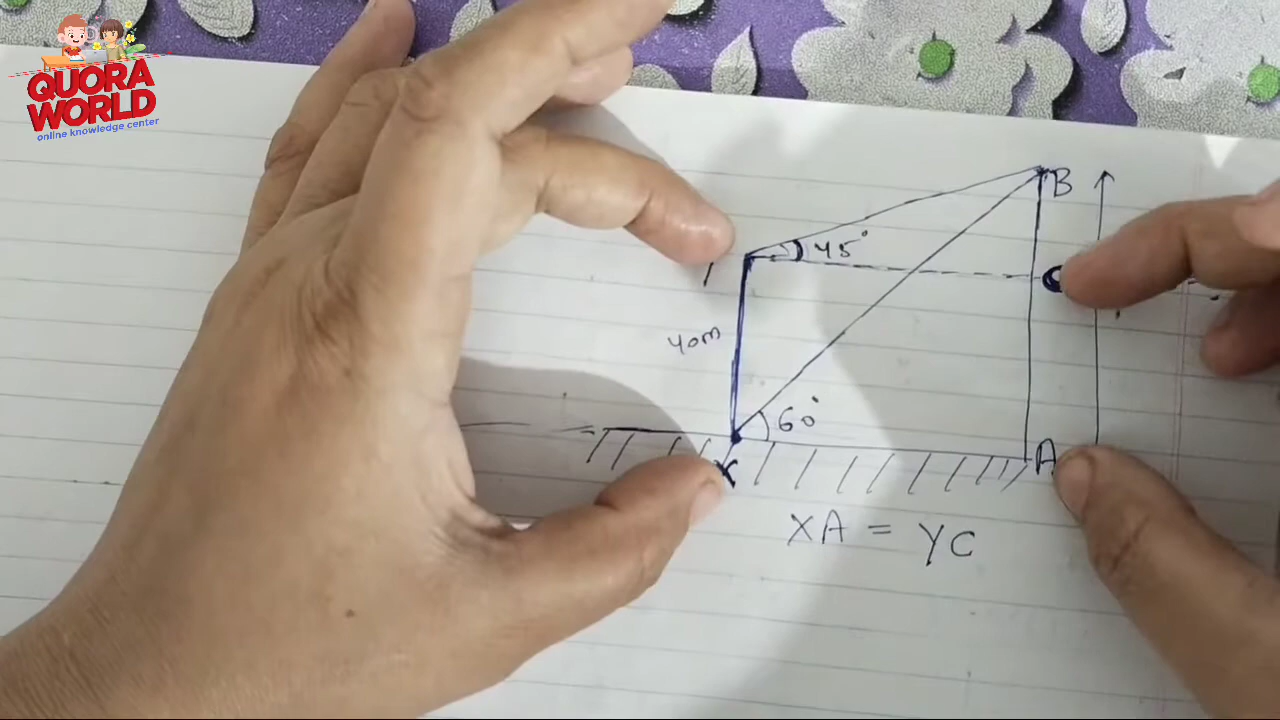 QUORA
WORLD
online knowledge center
B
45°
C
40m
60°
X
A
XA = YC